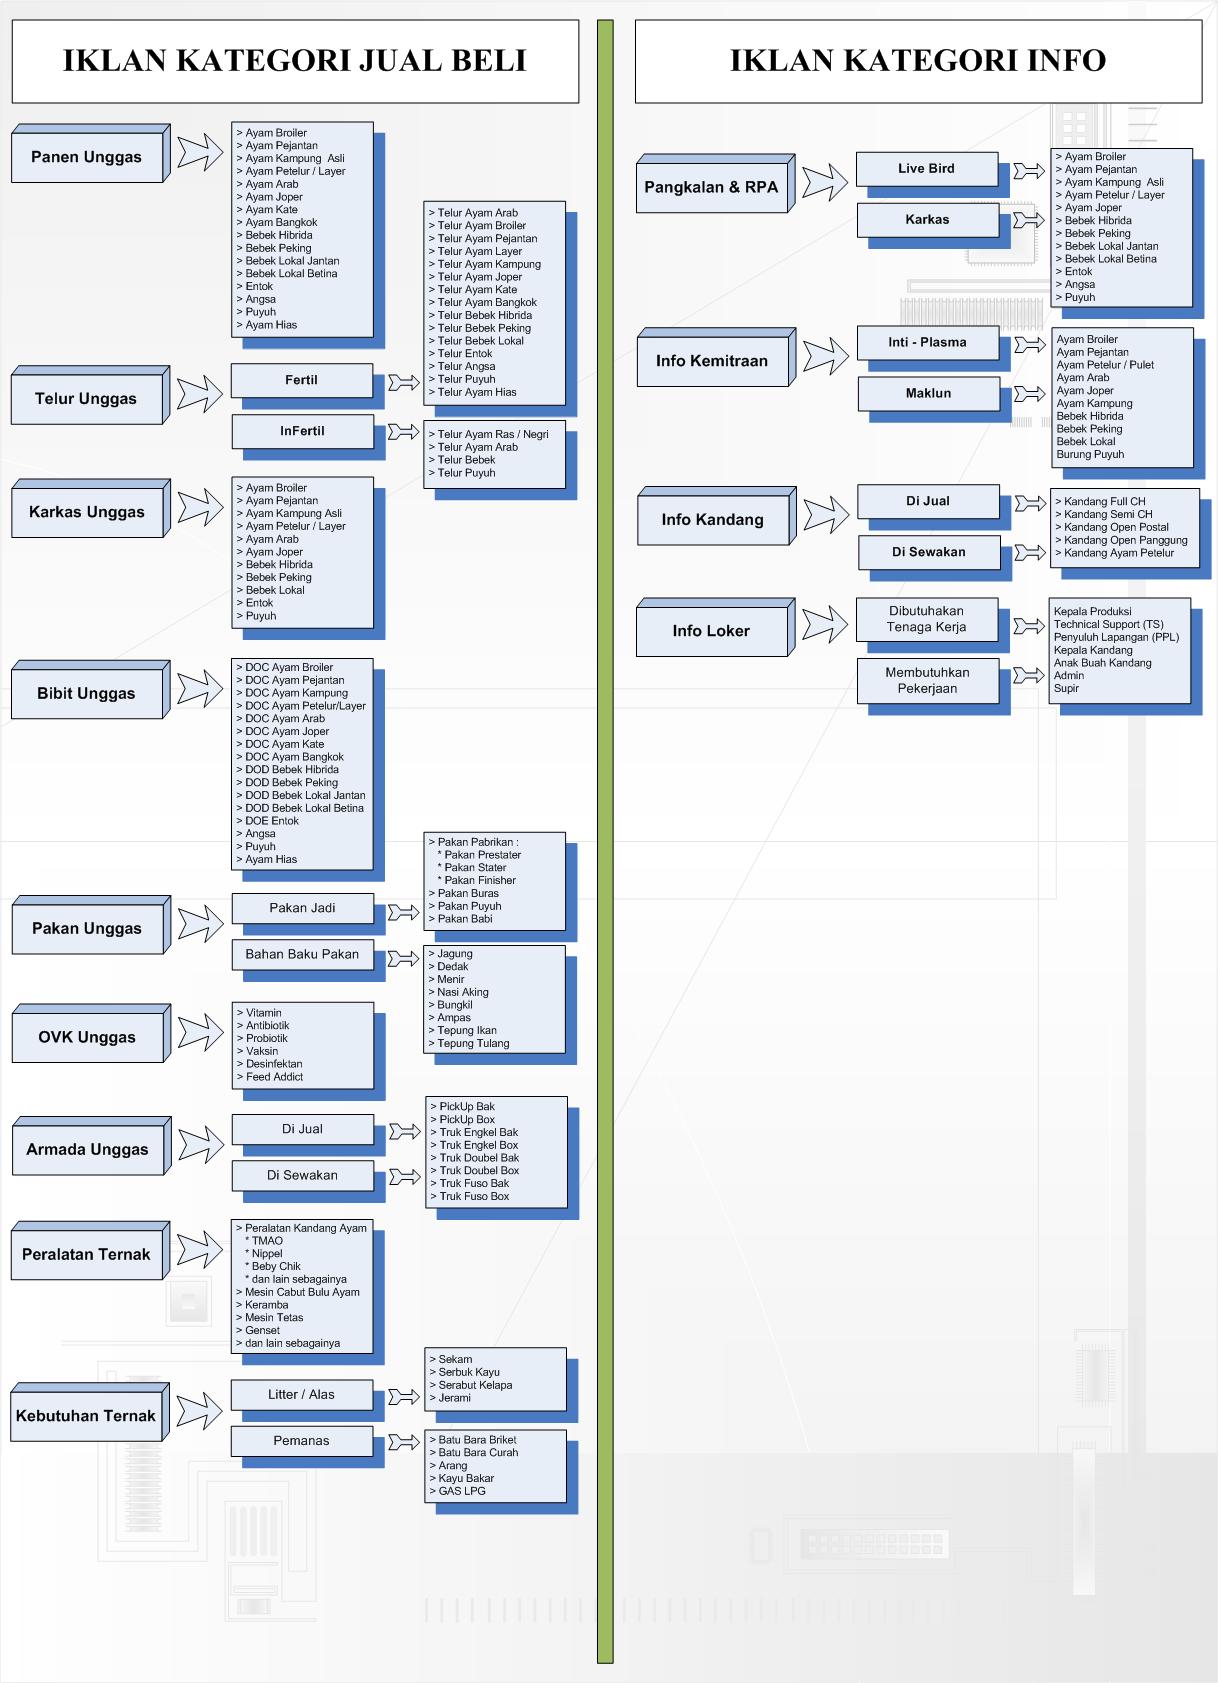 IKLAN KATEGORI JUAL BELI
Panen Unggas
> Ayam Broiler
> Ayam Pejantan
> Ayam Kampung  Asli
> Ayam Petelur / Layer
> Ayam Arab
> Ayam Joper
> Ayam Kate
> Ayam Bangkok
> Bebek Hibrida
> Bebek Peking
> Bebek Lokal Jantan
> Bebek Lokal Betina
> Entok
> Angsa
> Puyuh
> Ayam Hias
Telur Unggas
Fertil
> Telur Ayam Arab
> Telur Ayam Broiler
> Telur Ayam Pejantan
> Telur Ayam Layer
> Telur Ayam Kampung
> Telur Ayam Joper
> Telur Ayam Kate
> Telur Ayam Bangkok
> Telur Bebek Hibrida
> Telur Bebek Peking
> Telur Bebek Lokal
> Telur Entok
> Telur Angsa
> Telur Puyuh
> Telur Ayam Hias
InFertil
> Telur Ayam Ras / Negri
> Telur Ayam Arab
> Telur Bebek
> Telur Puyuh
Karkas Unggas
> Ayam Broiler
> Ayam Pejantan
> Ayam Kampung Asli
> Ayam Petelur / Layer
> Ayam Arab
> Ayam Joper
> Bebek Hibrida
> Bebek Peking
> Bebek Lokal
> Entok
> Puyuh
Bibit Unggas
> DOC Ayam Broiler
> DOC Ayam Pejantan
> DOC Ayam Kampung
> DOC Ayam Petelur/Layer
> DOC Ayam Arab
> DOC Ayam Joper
> DOC Ayam Kate
> DOC Ayam Bangkok
> DOD Bebek Hibrida
> DOD Bebek Peking
> DOD Bebek Lokal Jantan
> DOD Bebek Lokal Betina
> DOE Entok
> Angsa
> Puyuh
> Ayam Hias
Pakan Unggas
Pakan Jadi
> Pakan Pabrikan :
* Pakan Prestater
* Pakan Stater
* Pakan Finisher
> Pakan Buras
> Pakan Puyuh
> Pakan Babi
Bahan Baku Pakan
> Jagung
> Dedak
> Menir
> Nasi Aking
> Bungkil
> Ampas
> Tepung Ikan
> Tepung Tulang
OVK Unggas
> Vitamin
> Antibiotik
> Probiotik
> Vaksin
> Desinfektan
> Feed Addict
Armada Unggas
Di Jual
Di Sewakan
> PickUp Bak
> PickUp Box
> Truk Engkel Bak
> Truk Engkel Box
> Truk Doubel Bak
> Truk Doubel Box
> Truk Fuso Bak
> Truk Fuso Box
Peralatan Ternak
> Peralatan Kandang Ayam
* TMAO
* Nippel
* Beby Chik
* dan lain sebagainya
> Mesin Cabut Bulu Ayam
> Keramba
> Mesin Tetas
> Genset
> dan lain sebagainya
Kebutuhan Ternak
Litter / Alas
> Sekam
> Serbuk Kayu
> Serabut Kelapa
> Jerami
Pemanas
> Batu Bara Briket
> Batu Bara Curah
> Arang
> Kayu Bakar
> GAS LPG
IKLAN KATEGORI INFO
Pangkalan & RPA
Live Bird
Karkas
> Ayam Broiler
> Ayam Pejantan
> Ayam Kampung  Asli
> Ayam Petelur / Layer
> Ayam Joper
> Bebek Hibrida
> Bebek Peking
> Bebek Lokal Jantan
> Bebek Lokal Betina
> Entok
> Angsa
> Puyuh
Info Kemitraan
Inti - Plasma
Maklun
Ayam Broiler
Ayam Pejantan
Ayam Petelur / Pulet
Ayam Arab
Ayam Joper
Ayam Kampung
Bebek Hibrida
Bebek Peking
Bebek Lokal
Burung Puyuh
Info Kandang
Di Jual
Di Sewakan
> Kandang Full CH
> Kandang Semi CH
> Kandang Open Postal
> Kandang Open Panggung
> Kandang Ayam Petelur
Info Loker
Dibutuhakan
Tenaga Kerja
Membutuhkan
Pekerjaan
Kepala Produksi
Technical Support (TS)
Penyuluh Lapangan (PPL)
Kepala Kandang
Anak Buah Kandang
Admin
Supir